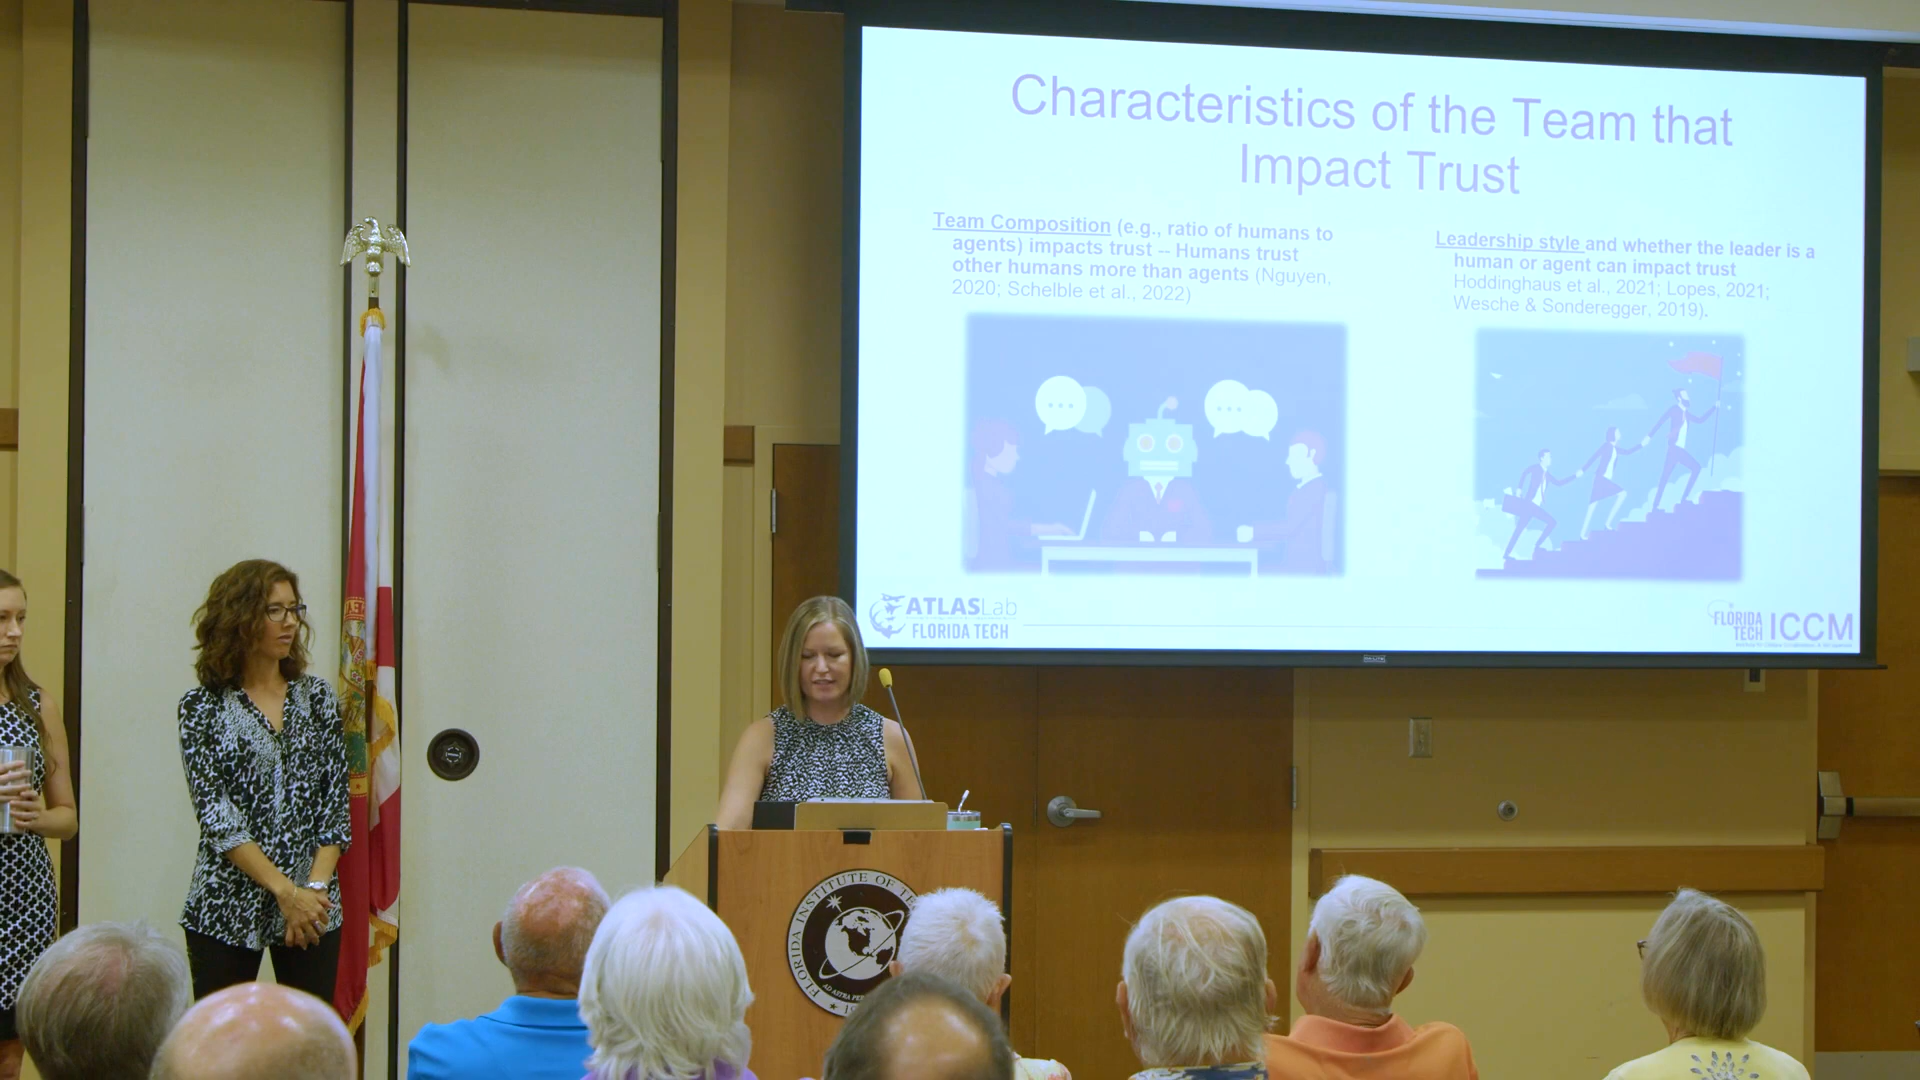 Characteristics of the Team that
Impact Trust
Team Composition (e.g., ratio of humans to
agents) impacts trust -- Humans trust
other humans more than agents (Nguyen,
2020; Schelble et al., 2022)
Leadership style and whether the leader is a
human or agent can impact trust
Hoddinghaus et al., 2021; Lopes, 2021;
Wesche & Sonderegger, 2019).
ATLASLab
FLORIDA TECH
FLORIDA
TECH ICCM
FLORIDA INSTITUTE OF
AD ASTRA PER